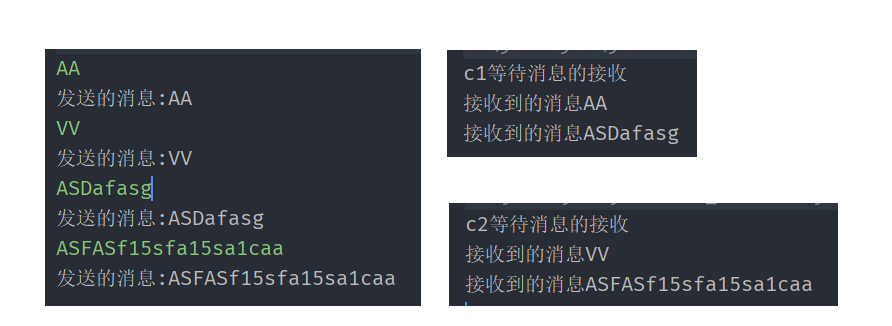 AA
发送的消息:AA
VV
发送的消息:VV
ASDafasg
发送的消息:ASDafasg
ASFASf15sfa15sa1caa
发送的消息:ASFASf15sfa15sa1caa
c1等待消息的接收
接收到的消息AA
接收到的消息ASDafasg
c2等待消息的接收
接收到的消息VV
接收到的消息ASFASf15sfa15sa1caa